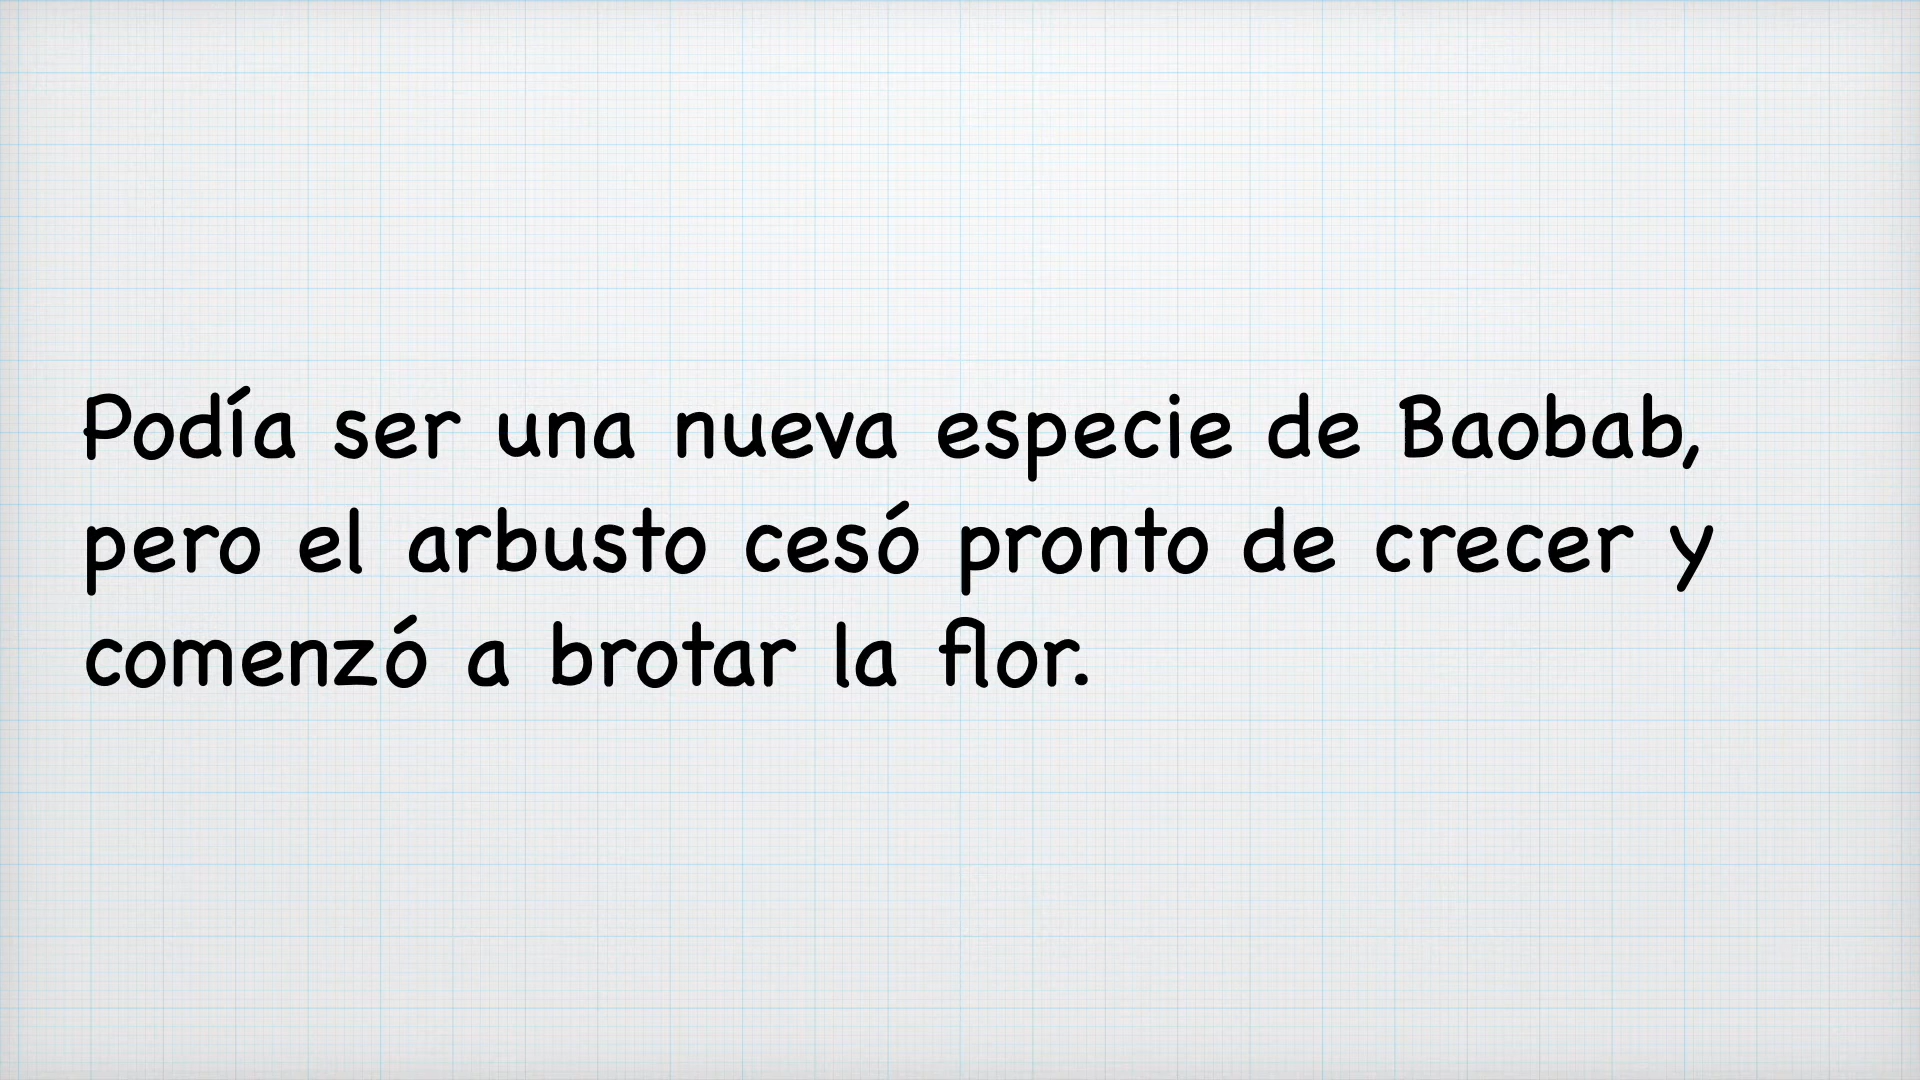 Podía ser una nueva especie de Baobab,
pero el arbusto cesó pronto de crecer y
comenzó a brotar la flor.